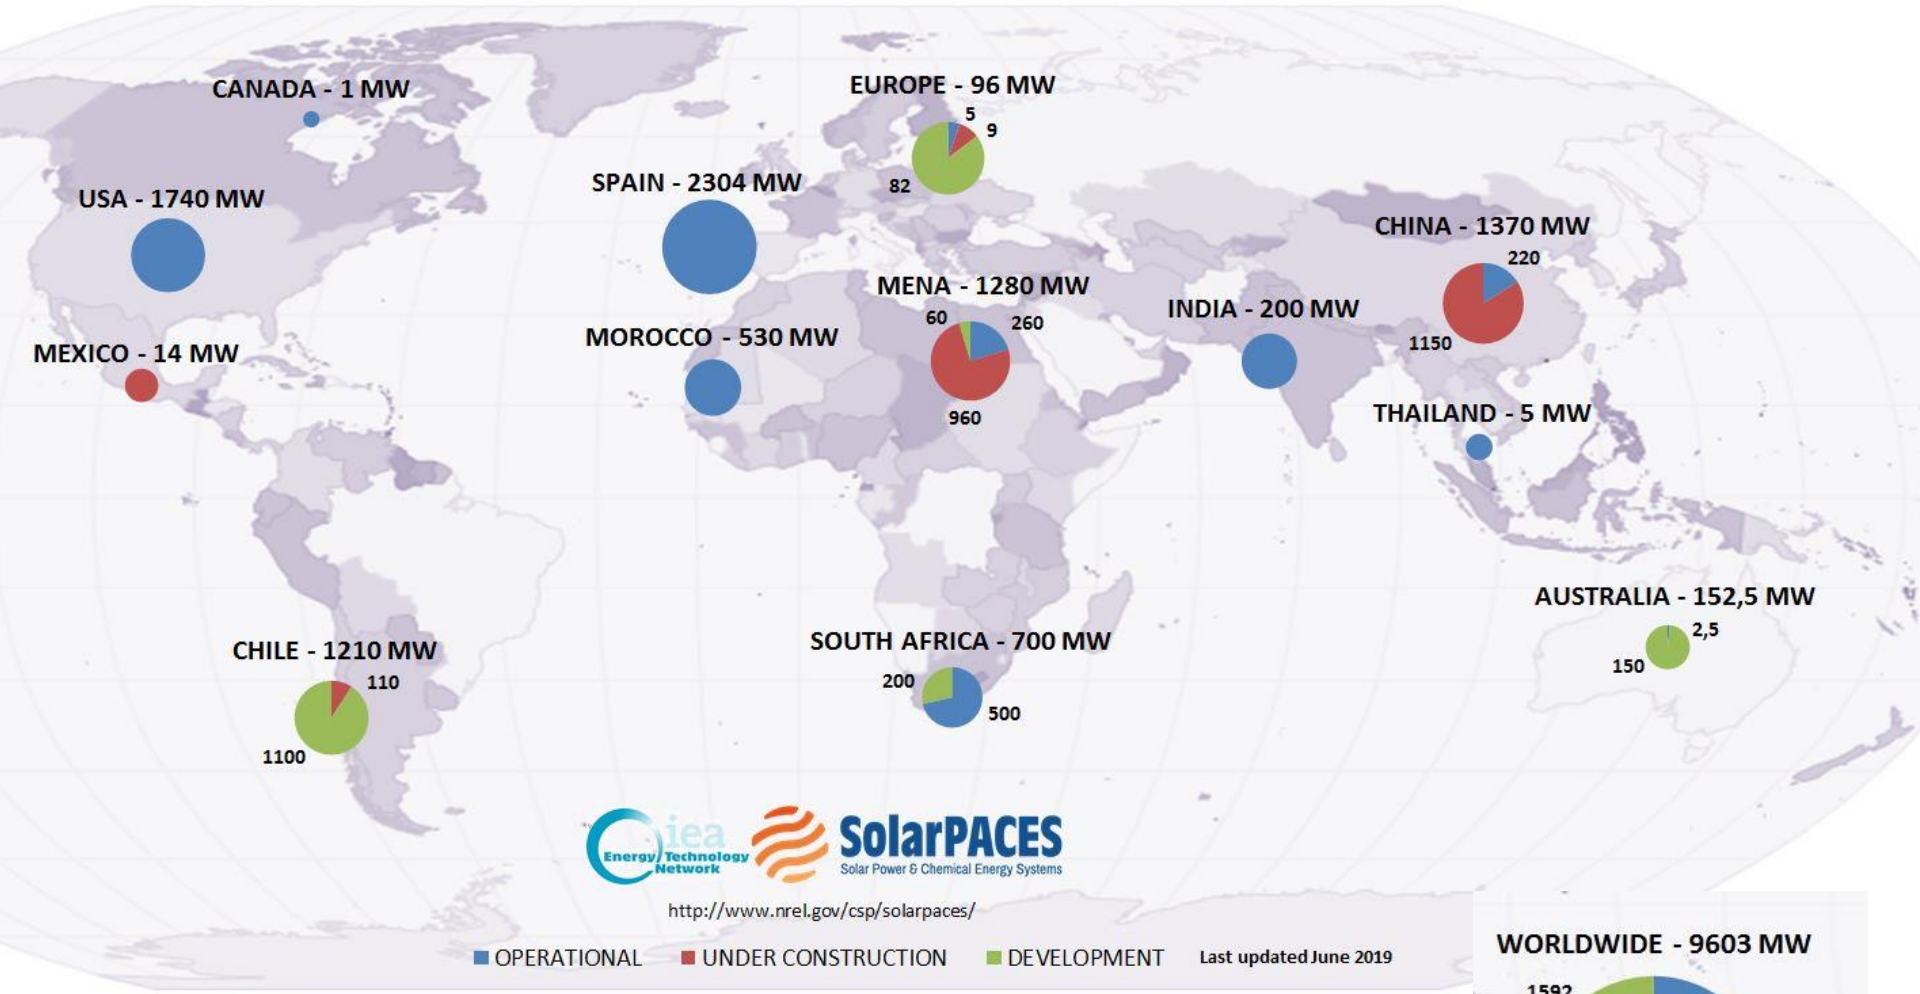 CANADA - 1 MW
EUROPE - 96 MW
5
9
82
USA - 1740 MW
SPAIN - 2304 MW
CHINA - 1370 MW
220
1150
MENA - 1280 MW
60
260
960
INDIA - 200 MW
MOROCCO - 530 MW
MEXICO - 14 MW
THAILAND - 5 MW
AUSTRALIA - 152,5 MW
2,5
150
CHILE - 1210 MW
110
1100
SOUTH AFRICA - 700 MW
200
500
iea
Energy Technology
Network
SolarPACES
Solar Power & Chemical Energy Systems
http://www.nrel.gov/csp/solarpaces/
OPERATIONAL UNDER CONSTRUCTION DEVELOPMENT Last updated June 2019
WORLDWIDE - 9603 MW
1592